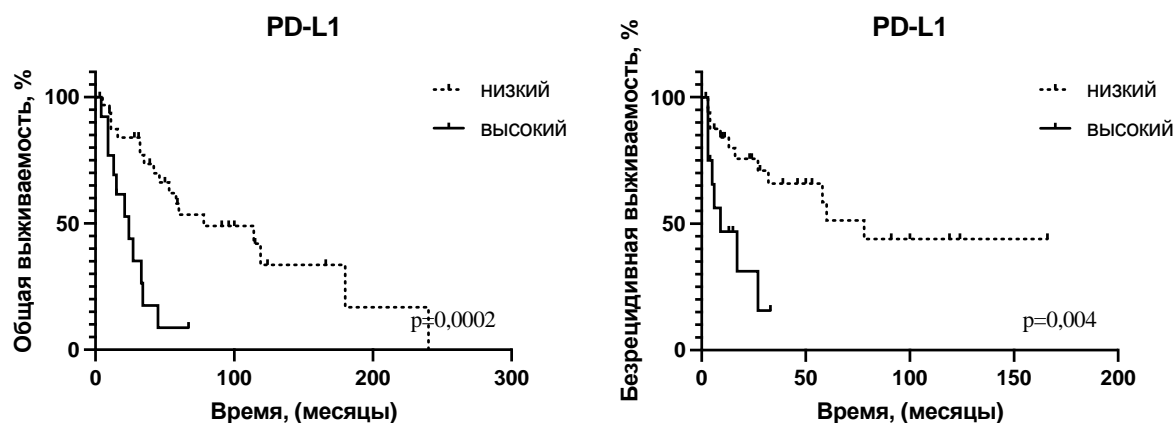 PD-L1
Общая выживаемость, %
100
50
0
0
100
200
300
Время, (месяцы)
низкий
высокий
p=0,0002
PD-L1
Безрецидивная выживаемость, %
100
50
0
0
50
100
150
200
Время, (месяцы)
низкий
высокий
p=0,004